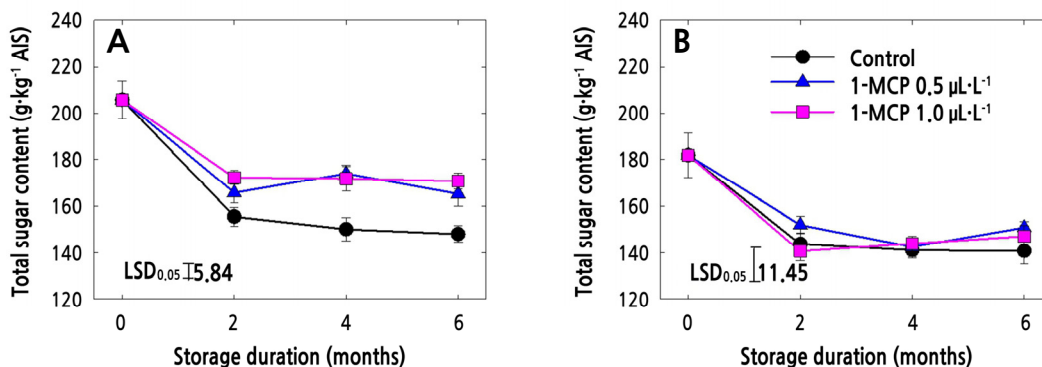 A
Total sugar content (g·kg⁻¹ AIS)
240
220
200
180
160
140
120
LSD₀.₀₅ 5.84
0 2 4 6
Storage duration (months)
B
Control
1-MCP 0.5 µL·L⁻¹
1-MCP 1.0 µL·L⁻¹
Total sugar content (g·kg⁻¹ AIS)
240
220
200
180
160
140
120
LSD₀.₀₅ 11.45
0 2 4 6
Storage duration (months)